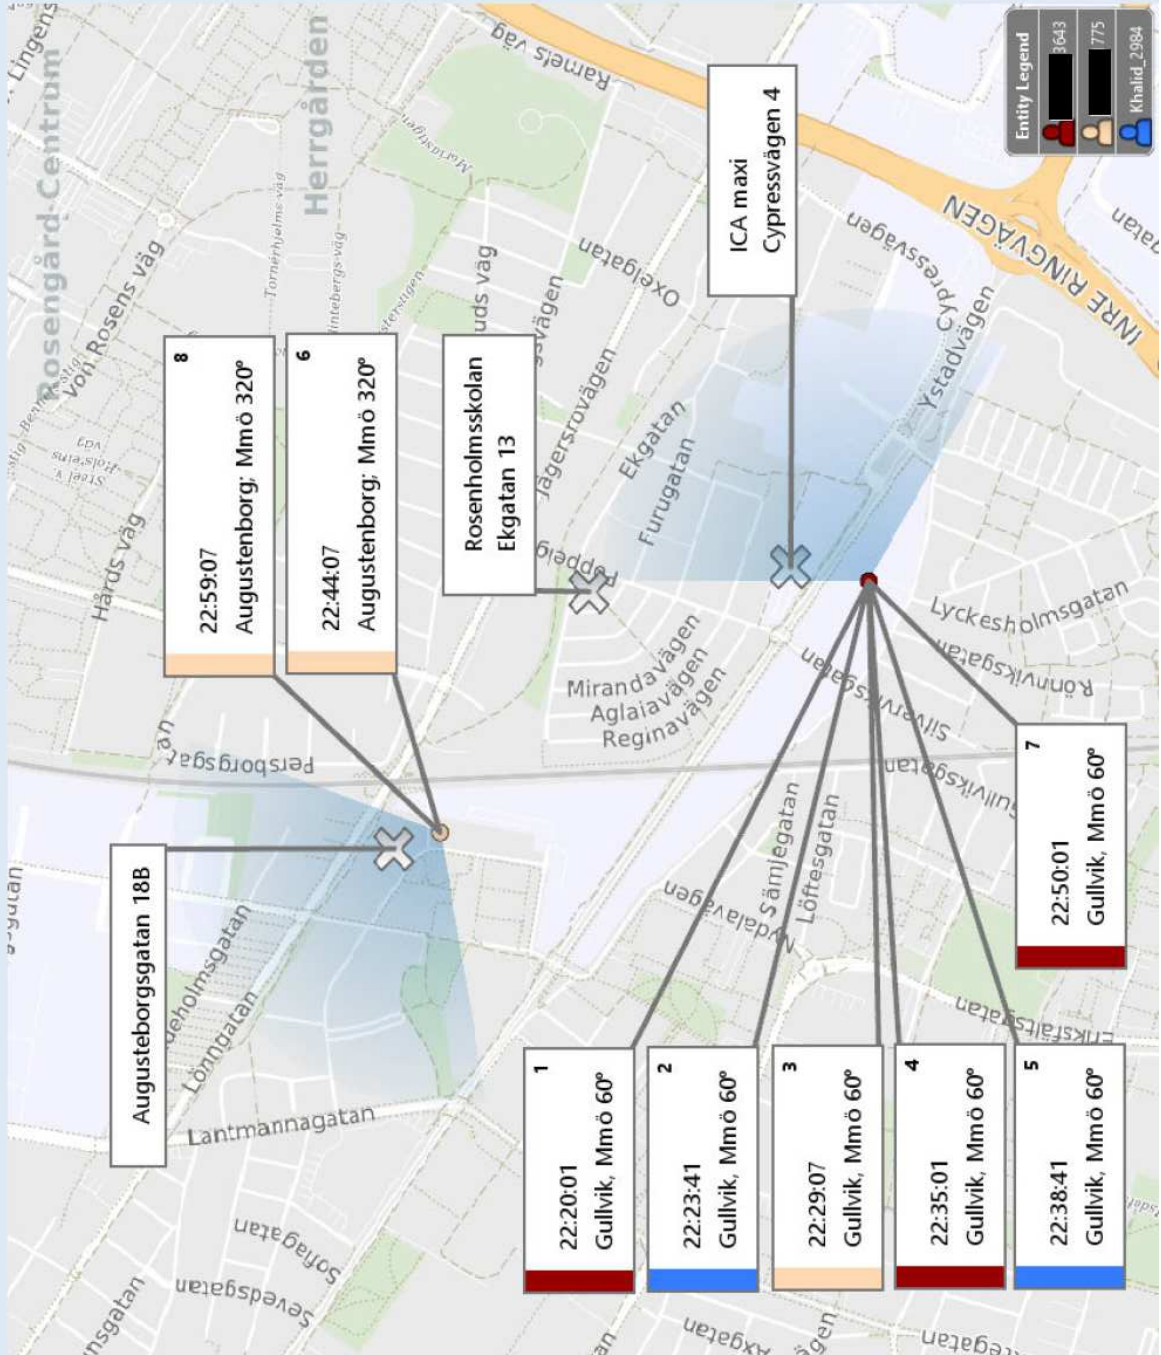 Augusteborgsgatan 18B
8
22:59:07
Augustenborg; Mmö 320°
6
22:44:07
Augustenborg; Mmö 320°
Rosenholmsskolan
Ekgatan 13
ICA maxi
Cypressvägen 4
1
22:20:01
Gullvik, Mmö 60°
2
22:23:41
Gullvik, Mmö 60°
3
22:29:07
Gullvik, Mmö 60°
4
22:35:01
Gullvik, Mmö 60°
5
22:38:41
Gullvik, Mmö 60°
7
22:50:01
Gullvik, Mmö 60°
Entity Legend
3643
775
Khalid_2984
Rosengård-Centrum
Herrgården
von Rosens väg
Hårds väg
Tornerhjelms väg
Ramels väg
Persborgsgat
Lönngatan
Lantmannagatan
Sofiagatan
Sevedsgatan
Jägersrovägen
Oxelgatan
Ekgatan
Furugatan
Mirandavägen
Aglaiavägen
Reginavägen
Cypressvägen
Ystadvägen
INRE RINGVÄGEN
Sämjegatan
Löftesgatan
Nydalavägen
Silverviksgatan
Gullviksgatan
Rönnviksgatan
Lyckesholmsgatan
Eriksfältsgatan